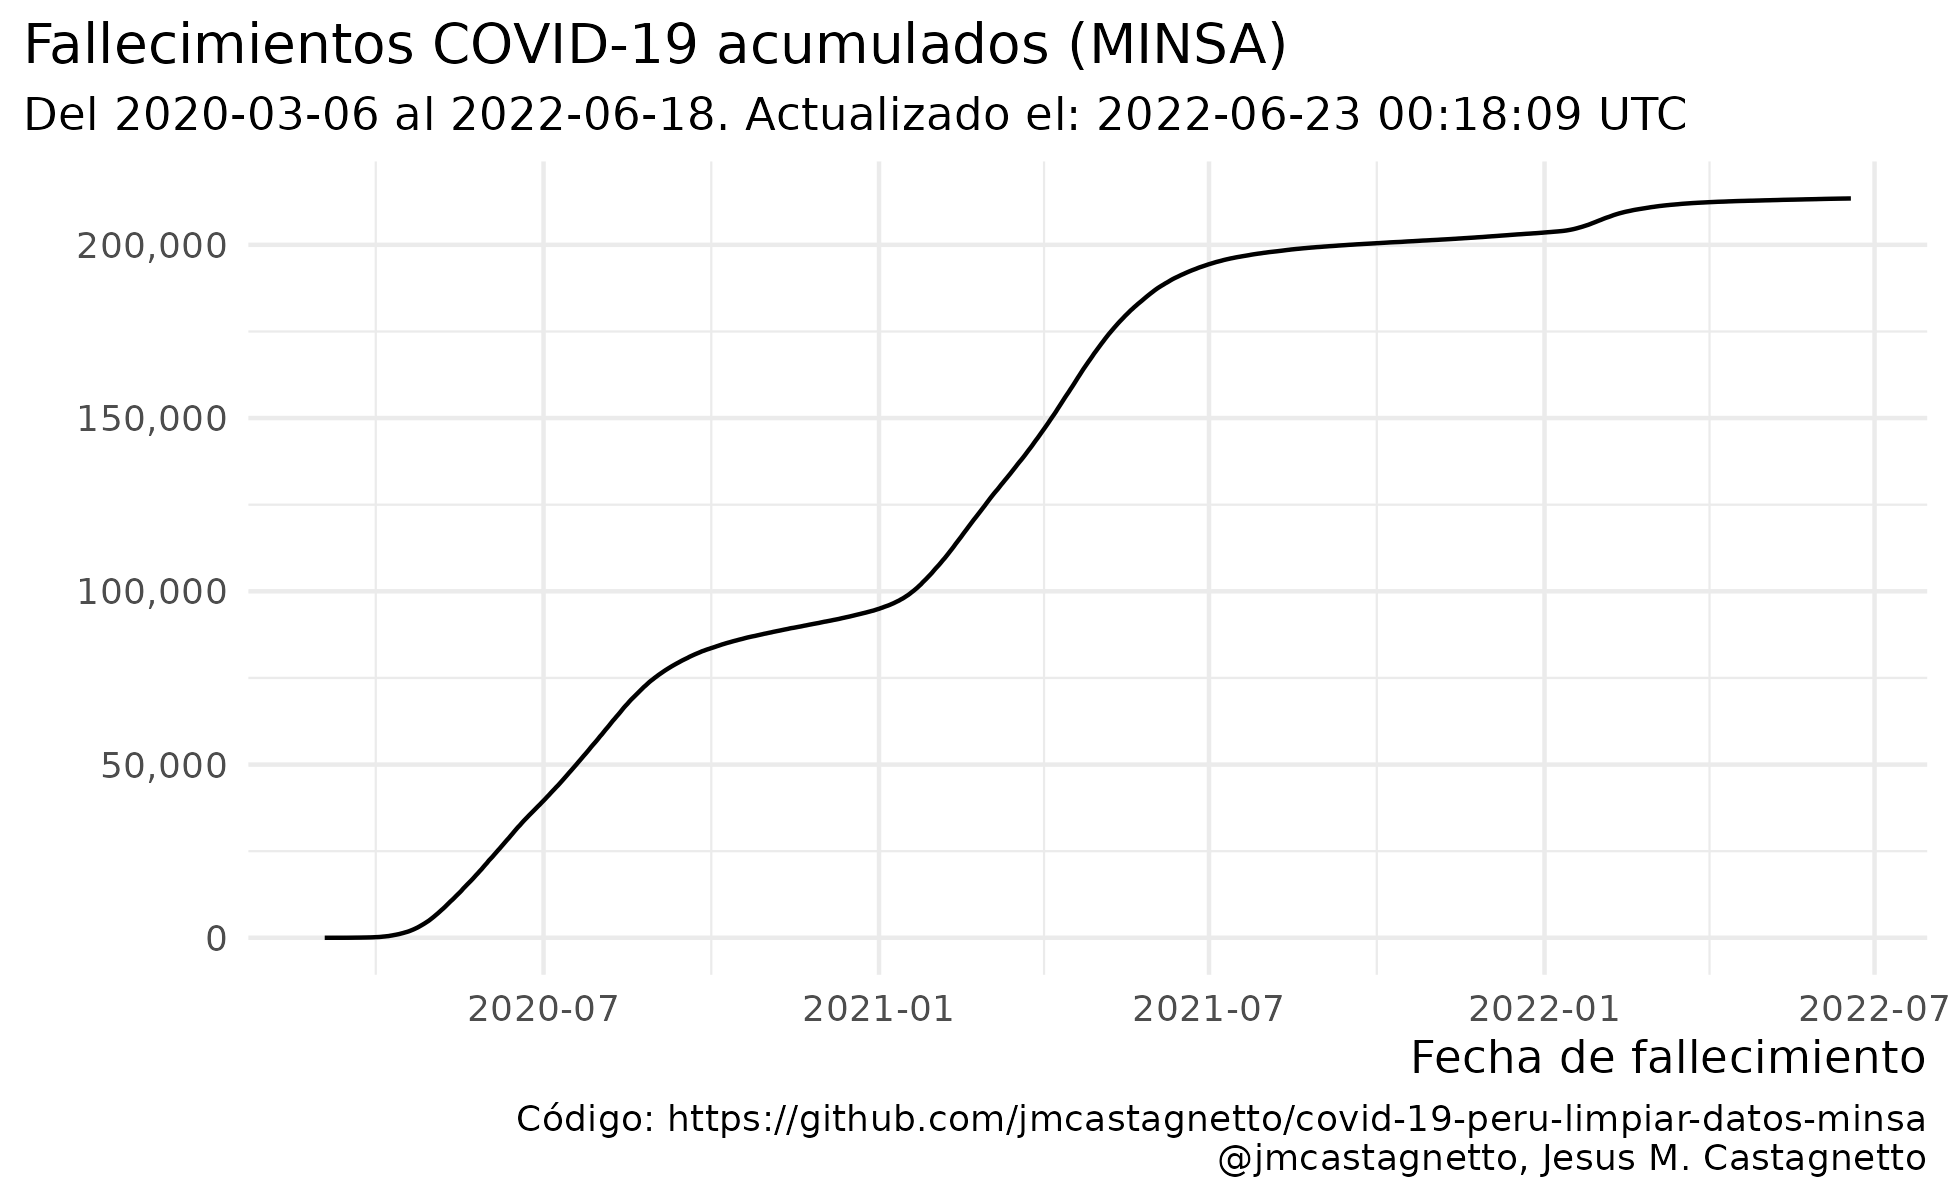 Fallecimientos COVID-19 acumulados (MINSA)
Del 2020-03-06 al 2022-06-18. Actualizado el: 2022-06-23 00:18:09 UTC
200,000
150,000
100,000
50,000
0
2020-07
2021-01
2021-07
2022-01
2022-07
Fecha de fallecimiento
Código: https://github.com/jmcastagnetto/covid-19-peru-limpiar-datos-minsa
@jmcastagnetto, Jesus M. Castagnetto